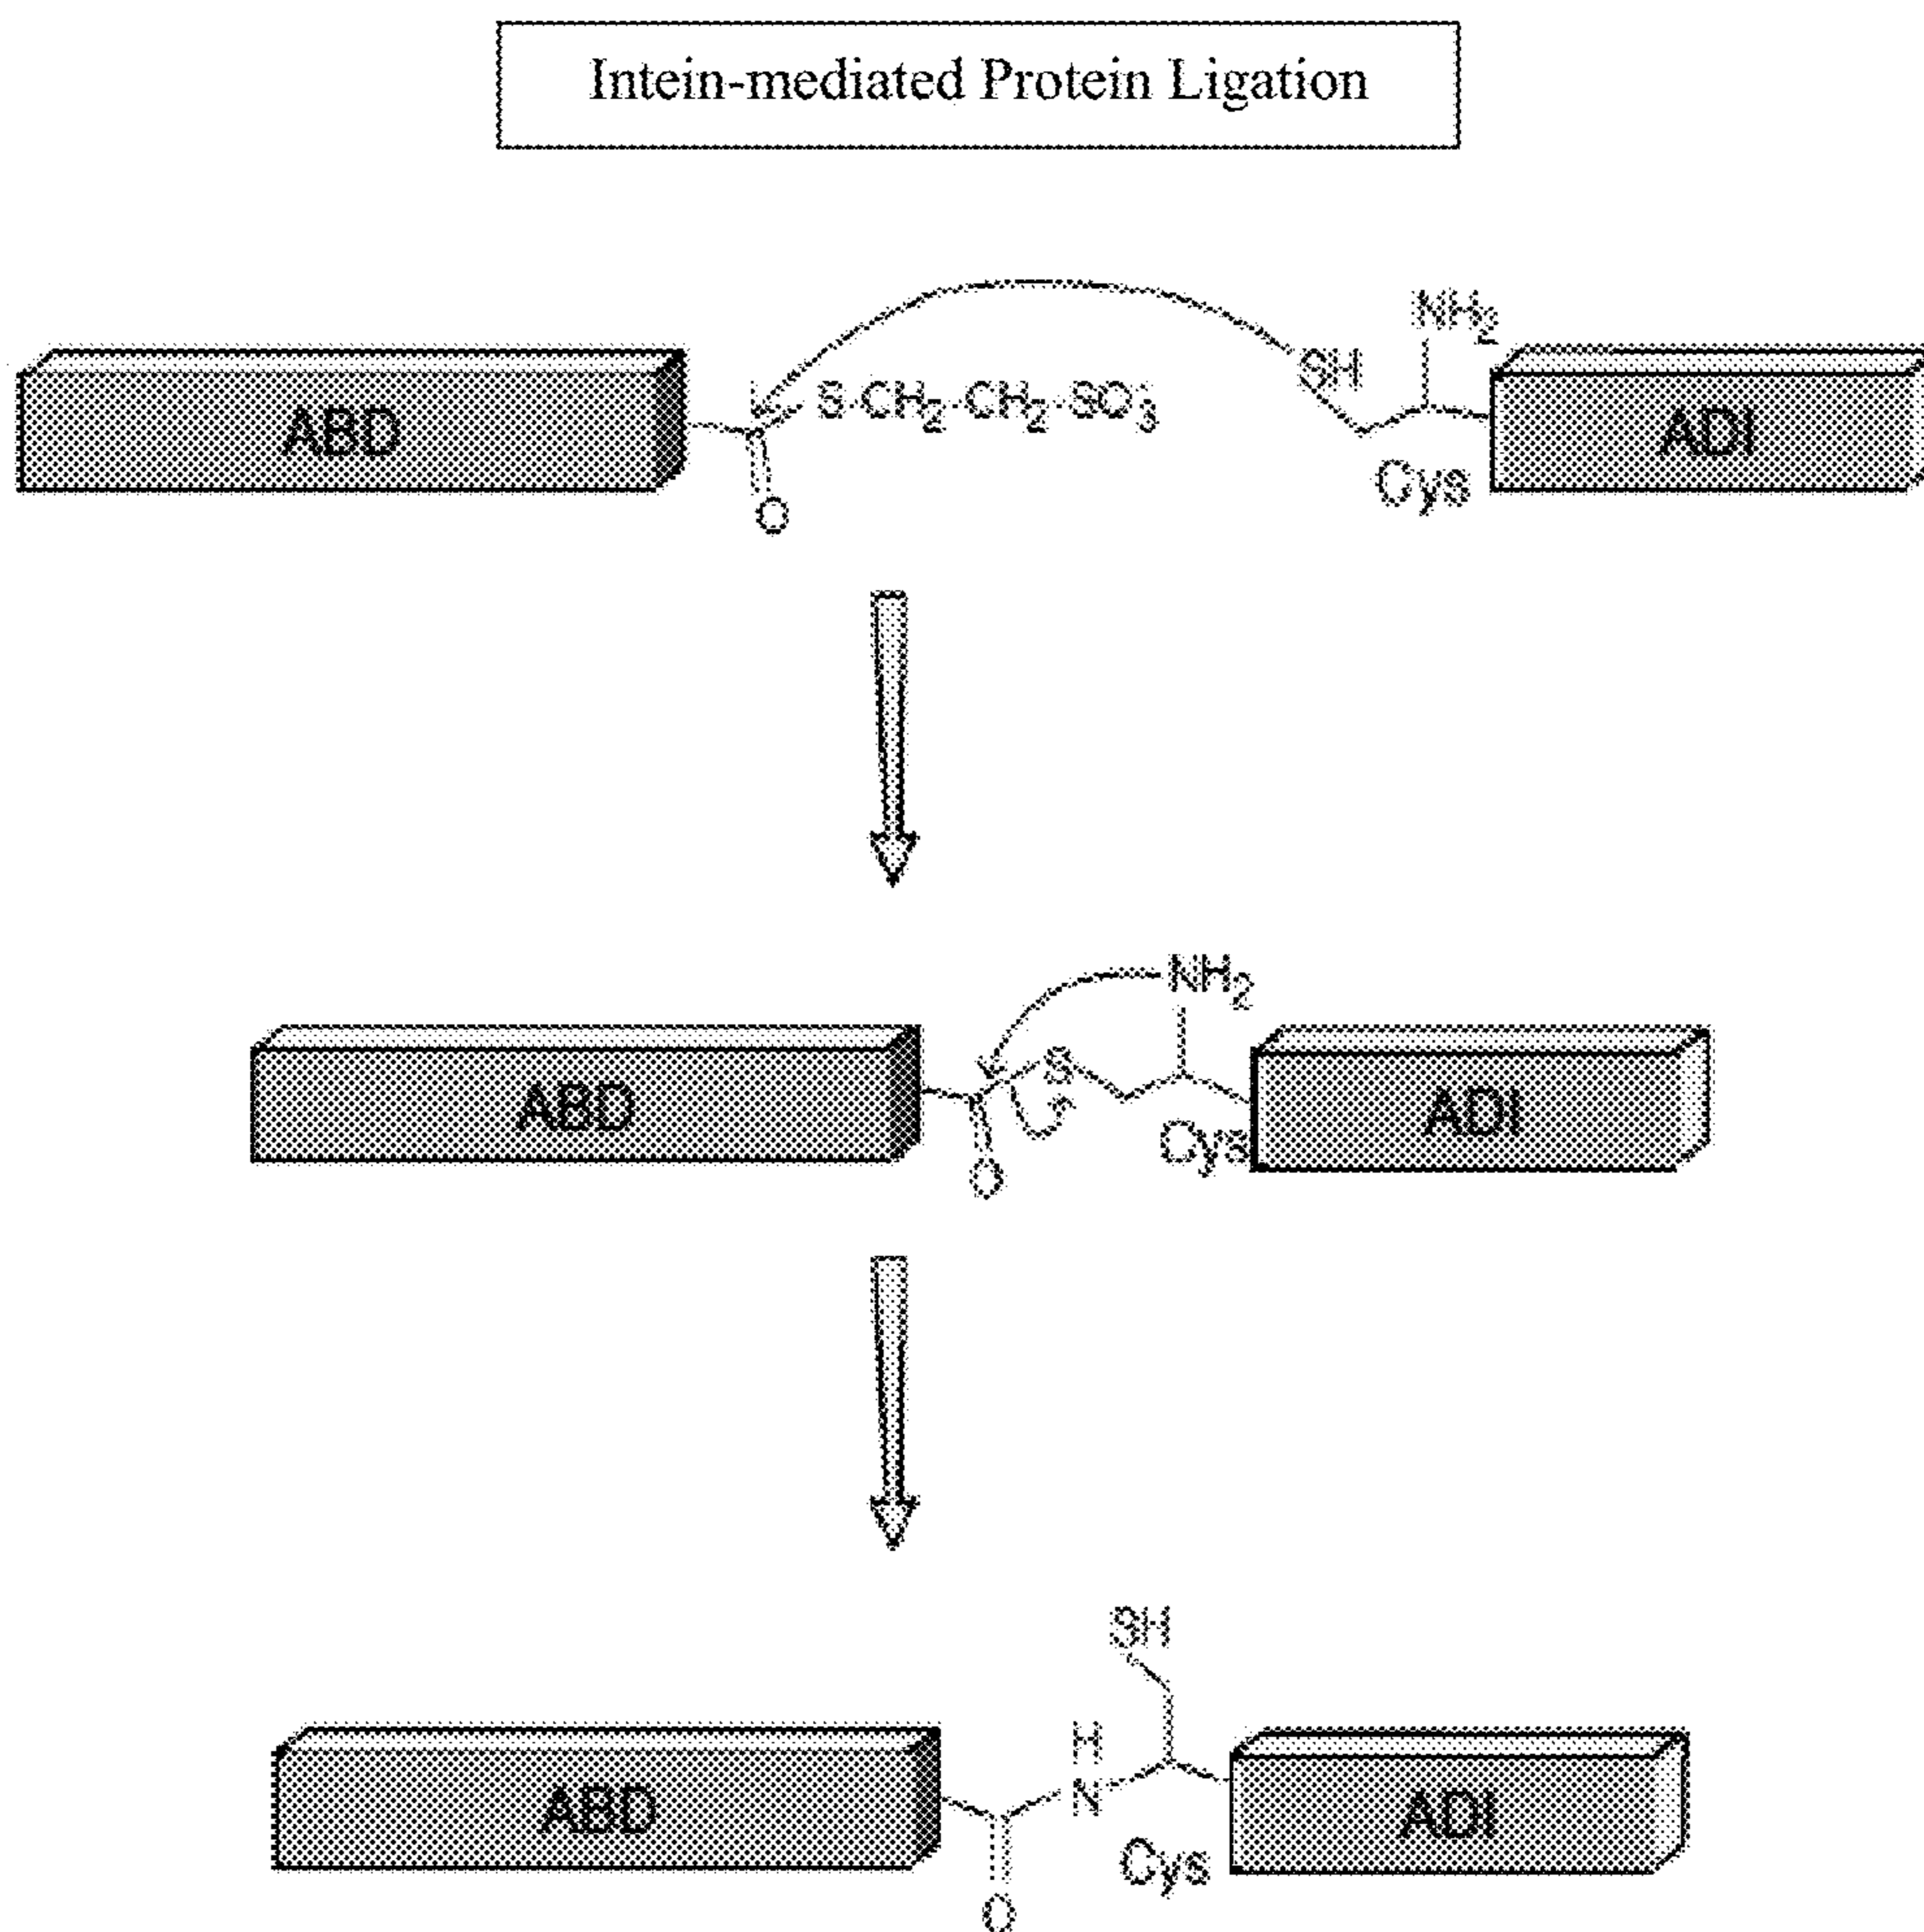 Intein-mediated Protein Ligation
NH2
SH
S-CH2-CH2-SO3-
ABD
ADI
Cys
O
NH2
S
ABD
ADI
Cys
O
SH
H
N
ABD
ADI
Cys
O